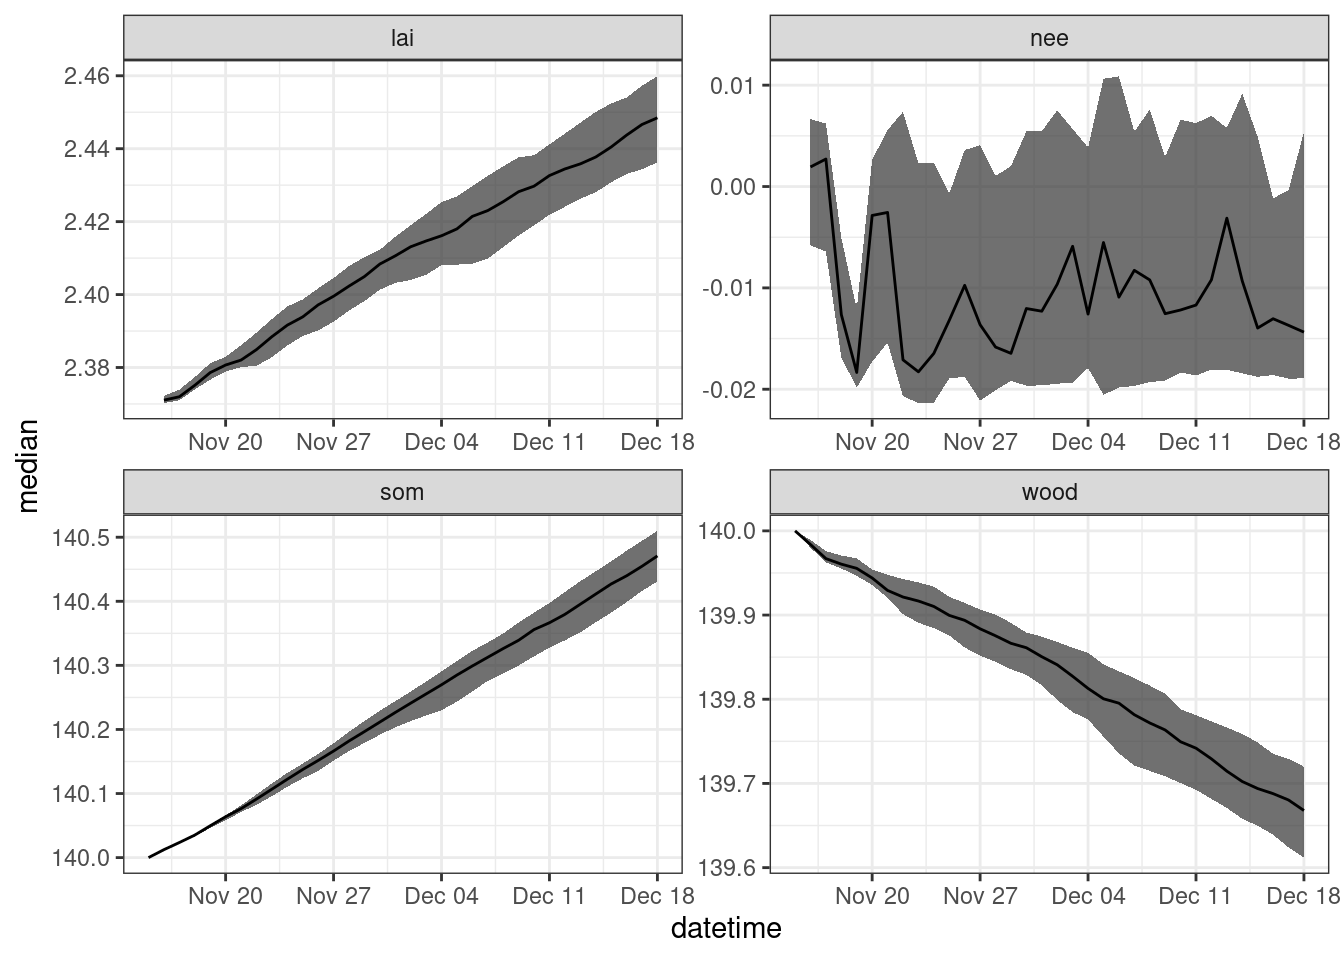 lai
nee
2.46
2.44
2.42
2.40
2.38
0.01
0.00
-0.01
-0.02
Nov 20 Nov 27 Dec 04 Dec 11 Dec 18
Nov 20 Nov 27 Dec 04 Dec 11 Dec 18
median
som
wood
140.5
140.4
140.3
140.2
140.1
140.0
140.0
139.9
139.8
139.7
139.6
Nov 20 Nov 27 Dec 04 Dec 11 Dec 18
Nov 20 Nov 27 Dec 04 Dec 11 Dec 18
datetime